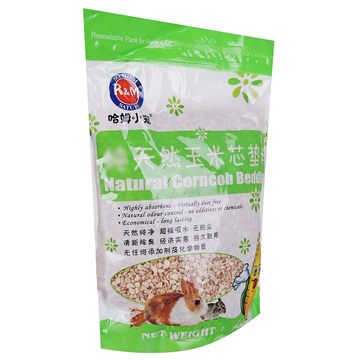 Resealable Pack for
R&M
NATURE
哈姆小宠
天然玉米芯垫
Natural Corncob Beddi
• Highly absorbent - Virtually dust free
• Natural odour control - no additives or chemicals
• Economical - long lasting
天然纯净 超强吸水 无粉尘
清新除臭 经济实惠 持久耐用
无任何添加制及化学物质
NET WEIGHT